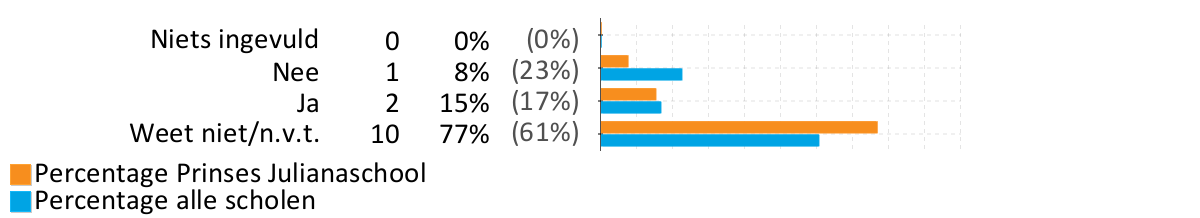 Niets ingevuld 0 0% (0%)
Nee 1 8% (23%)
Ja 2 15% (17%)
Weet niet/n.v.t. 10 77% (61%)
Percentage Prinses Julianaschool
Percentage alle scholen